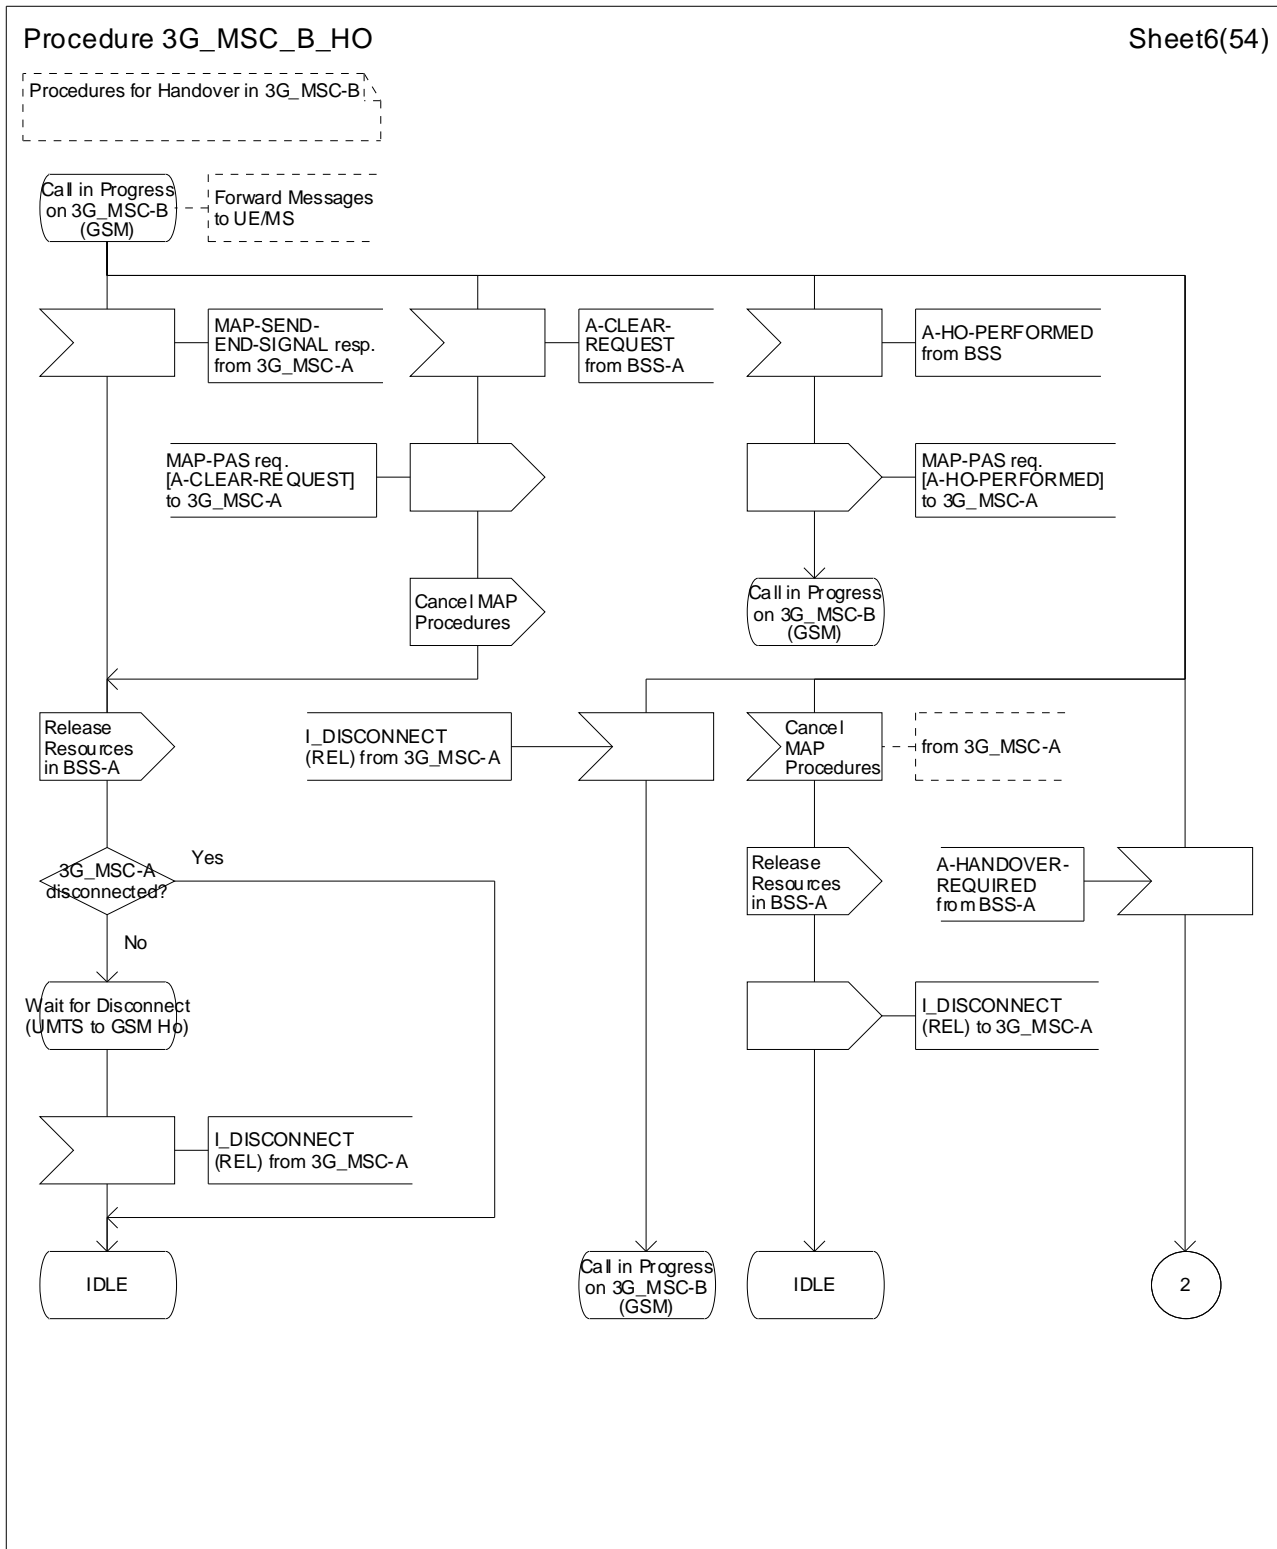 Procedure 3G_MSC_B_HO
Sheet6(54)
Procedures for Handover in 3G_MSC-B
Call in Progress
on 3G_MSC-B
(GSM)
Forward Messages
to UE/MS
MAP-SEND-
END-SIGNAL resp.
from 3G_MSC-A
A-CLEAR-
REQUEST
from BSS-A
A-HO-PERFORMED
from BSS
MAP-PAS req.
[A-CLEAR-REQUEST]
to 3G_MSC-A
MAP-PAS req.
[A-HO-PERFORMED]
to 3G_MSC-A
Cancel MAP
Procedures
Call in Progress
on 3G_MSC-B
(GSM)
Release
Resources
in BSS-A
I_DISCONNECT
(REL) from 3G_MSC-A
Cancel
MAP
Procedures
from 3G_MSC-A
3G_MSC-A
disconnected?
Yes
No
Release
Resources
in BSS-A
A-HANDOVER-
REQUIRED
from BSS-A
Wait for Disconnect
(UMTS to GSM Ho)
I_DISCONNECT
(REL) to 3G_MSC-A
I_DISCONNECT
(REL) from 3G_MSC-A
IDLE
Call in Progress
on 3G_MSC-B
(GSM)
IDLE
2